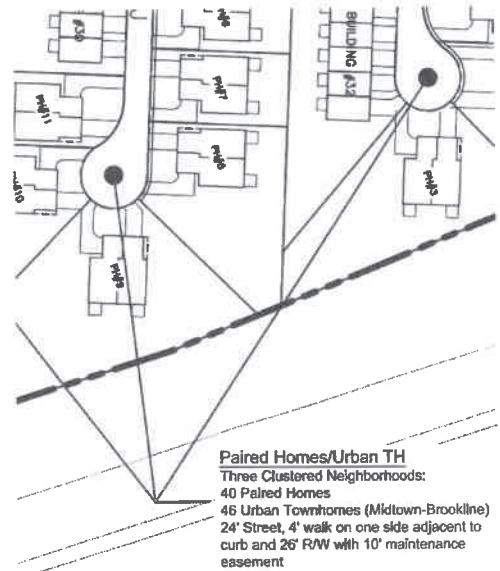 #30
PH#7
BUILDING #32
PH#11
PH#3
PH#9
Paired Homes/Urban TH
Three Clustered Neighborhoods:
40 Paired Homes
46 Urban Townhomes (Midtown-Brookline)
24' Street, 4' walk on one side adjacent to
curb and 26' R/W with 10' maintenance
easement